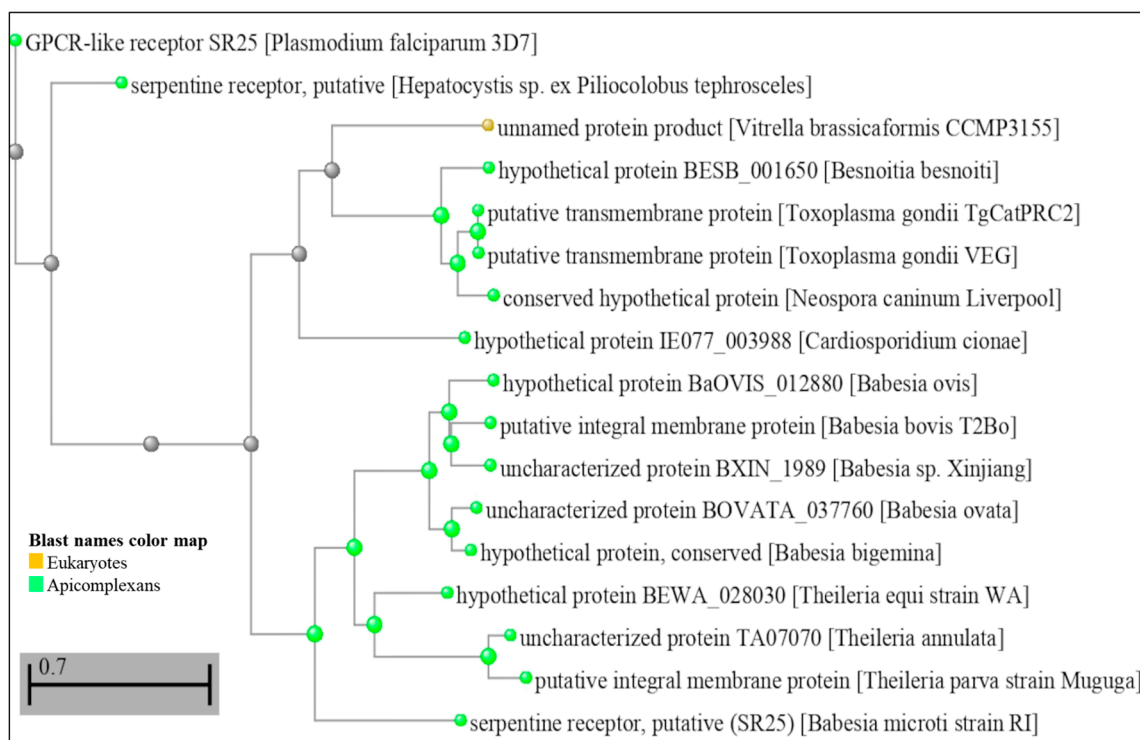 GPCR-like receptor SR25 [Plasmodium falciparum 3D7]
serpentine receptor, putative [Hepatocystis sp. ex Piliocolobus tephrosceles]
unnamed protein product [Vitrella brassicaformis CCMP3155]
hypothetical protein BESB_001650 [Besnoitia besnoiti]
putative transmembrane protein [Toxoplasma gondii TgCatPRC2]
putative transmembrane protein [Toxoplasma gondii VEG]
conserved hypothetical protein [Neospora caninum Liverpool]
hypothetical protein IE077_003988 [Cardiosporidium cionae]
hypothetical protein BaOVIS_012880 [Babesia ovis]
putative integral membrane protein [Babesia bovis T2Bo]
uncharacterized protein BXIN_1989 [Babesia sp. Xinjiang]
uncharacterized protein BOVATA_037760 [Babesia ovata]
hypothetical protein, conserved [Babesia bigemina]
hypothetical protein BEWA_028030 [Theileria equi strain WA]
uncharacterized protein TA07070 [Theileria annulata]
putative integral membrane protein [Theileria parva strain Muguga]
serpentine receptor, putative (SR25) [Babesia microti strain RI]
Blast names color map
Eukaryotes
Apicomplexans
0.7